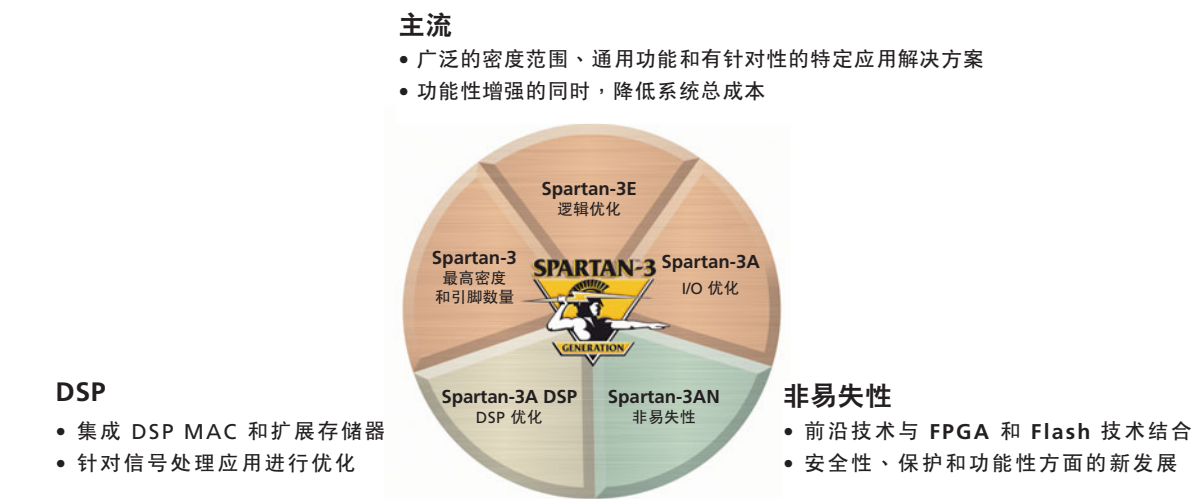 主流
• 广泛的密度范围、通用功能和有针对性的特定应用解决方案
• 功能性增强的同时，降低系统总成本
Spartan-3E
逻辑优化
Spartan-3
最高密度
和引脚数量
SPARTAN-3
GENERATION
Spartan-3A
I/O 优化
Spartan-3A DSP
DSP 优化
Spartan-3AN
非易失性
DSP
• 集成 DSP MAC 和扩展存储器
• 针对信号处理应用进行优化
非易失性
• 前沿技术与 FPGA 和 Flash 技术结合
• 安全性、保护和功能性方面的新发展